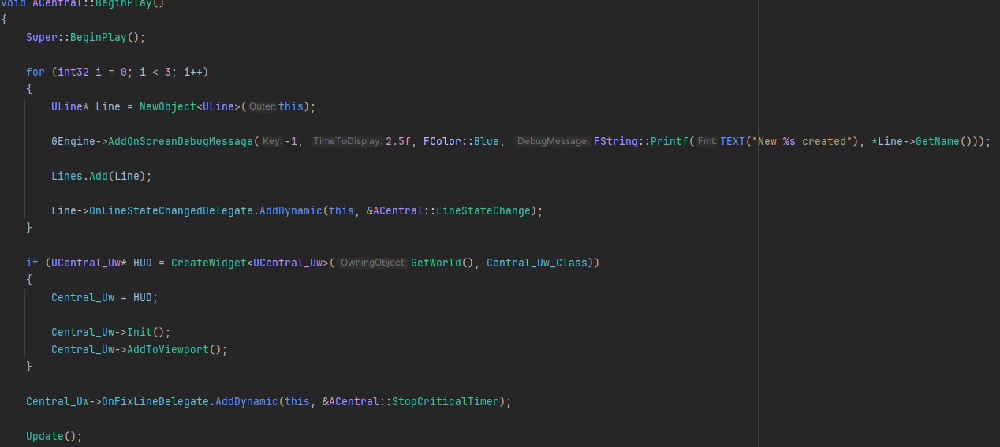 void ACentral::BeginPlay()
{
    Super::BeginPlay();
    for (int32 i = 0; i < 3; i++)
    {
        ULine* Line = NewObject<ULine>( Outer: this);
        GEngine->AddOnScreenDebugMessage( Key: -1, TimeToDisplay: 2.5f, FColor::Blue, DebugMessage: FString::Printf( Fmt: TEXT("New %s created"), *Line->GetName()));
        Lines.Add(Line);
        Line->OnLineStateChangedDelegate.AddDynamic(this, &ACentral::LineStateChange);
    }
    if (UCentral_Uw* HUD = CreateWidget<UCentral_Uw>( OwningObject: GetWorld(), Central_Uw_Class))
    {
        Central_Uw = HUD;
        Central_Uw->Init();
        Central_Uw->AddToViewport();
    }
    Central_Uw->OnFixLineDelegate.AddDynamic(this, &ACentral::StopCriticalTimer);
    Update();